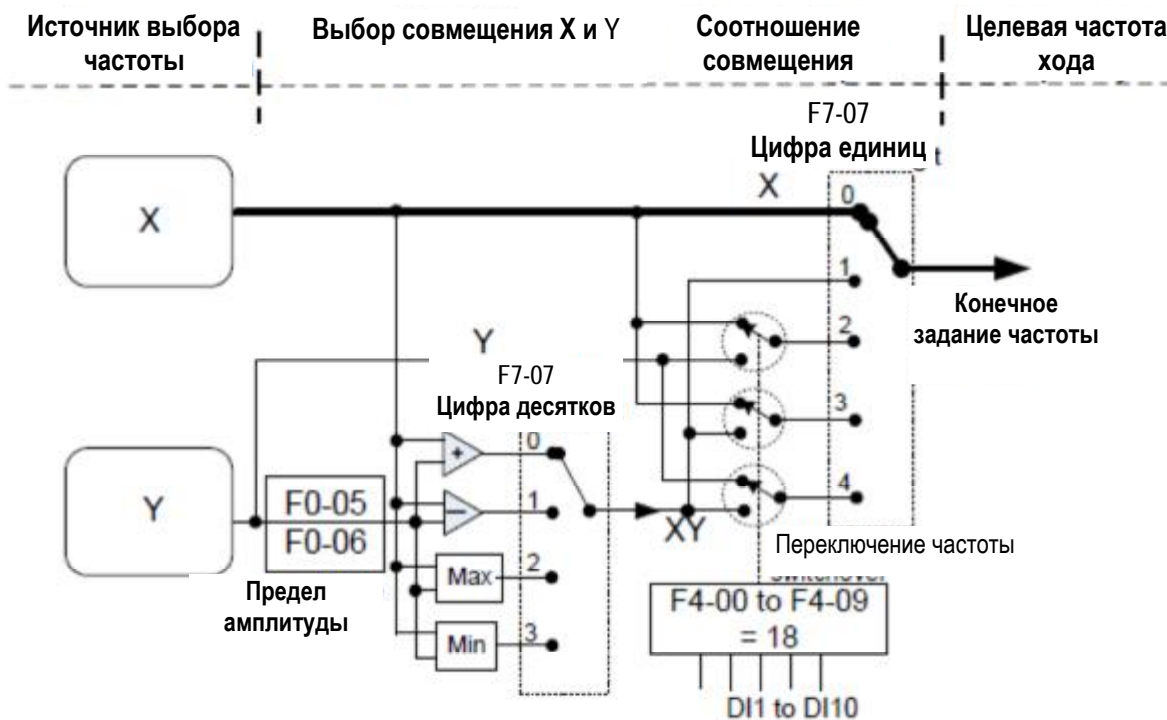 Источник выбора
частоты
Выбор совмещения X и Y
Соотношение
совмещения
Целевая частота
хода
F7-07
Цифра единиц
t
X
X
0
1
Конечное
задание частоты
2
Y
F7-07
Цифра десятков
3
0
+
4
Y
F0-05
F0-06
1
–
XY
Переключение частоты
switchover
Предел
амплитуды
Max
2
F4-00 to F4-09
= 18
Min
3
DI1 to DI10